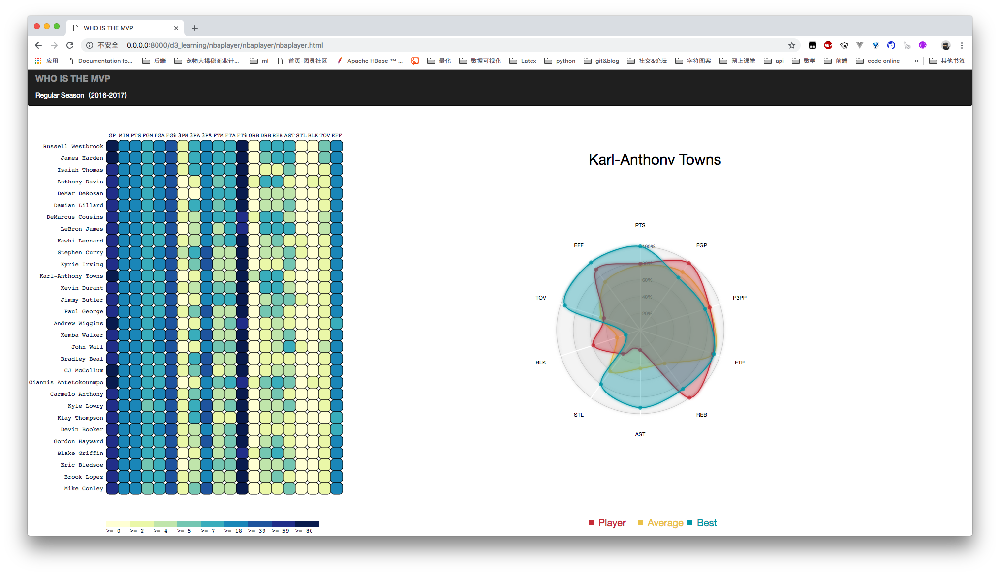 WHO IS THE MVP
不安全 0.0.0.0:8000/d3_learning/nbaplayer/nbaplayer/nbaplayer.html
ABP
应用 Documentation fo... 后端 宠物大揭秘商业计... ml 首页-图灵社区 Apache HBase ™ ... 量化 数据可视化 Latex python git&blog 社交&论坛 字符图案 网上课堂 api 数学 前端 code online » 其他书签
WHO IS THE MVP
Regular Season（2016-2017）
GP MIN PTS FGM FGA FG% 3PM 3PA 3P% FTM FTA FT% ORB DRB REB AST STL BLK TOV EFF
Russell Westbrook
James Harden
Isaiah Thomas
Anthony Davis
DeMar DeRozan
Damian Lillard
DeMarcus Cousins
LeBron James
Kawhi Leonard
Stephen Curry
Kyrie Irving
Karl-Anthony Towns
Kevin Durant
Jimmy Butler
Paul George
Andrew Wiggins
Kemba Walker
John Wall
Bradley Beal
CJ McCollum
Giannis Antetokounmpo
Carmelo Anthony
Kyle Lowry
Klay Thompson
Devin Booker
Gordon Hayward
Blake Griffin
Eric Bledsoe
Brook Lopez
Mike Conley
>= 0 >= 2 >= 4 >= 5 >= 7 >= 18 >= 39 >= 59 >= 80
Karl-Anthony Towns
PTS
EFF FGP
100%
80%
60%
TOV 40% P3PP
20%
BLK FTP
STL REB
AST
Player Average Best